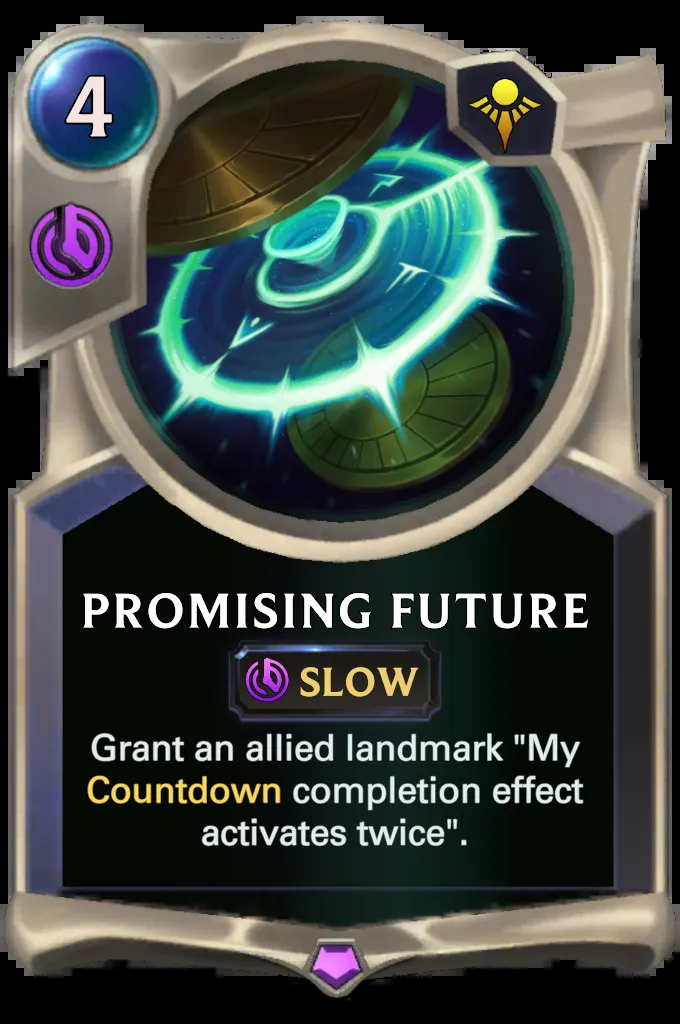 4
PROMISING FUTURE
SLOW
Grant an allied landmark "My
Countdown completion effect
activates twice".